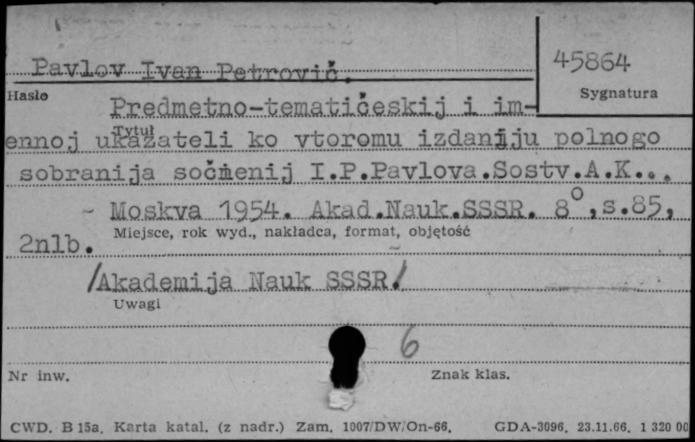 45864
Pavlov Ivan Petrovič.
Hasło
Sygnatura
Predmetno-tematičeskij i im-
ennoj ukazateli ko vtoromu izdaniju polnogo
Tytuł
sobranija sočinenij I.P.Pavlova.Sostv.A.K...
- Moskva 1954. Akad.Nauk.SSSR. 8°,s.85,
Miejsce, rok wyd., nakładca, format, objętość
2nlb.
/Akademija Nauk SSSR/
Uwagi
6
Nr inw.
Znak klas.
CWD. B 15a. Karta katal. (z nadr.) Zam. 1007/DW/On-66. GDA-3096. 23.11.66. 1 320 00